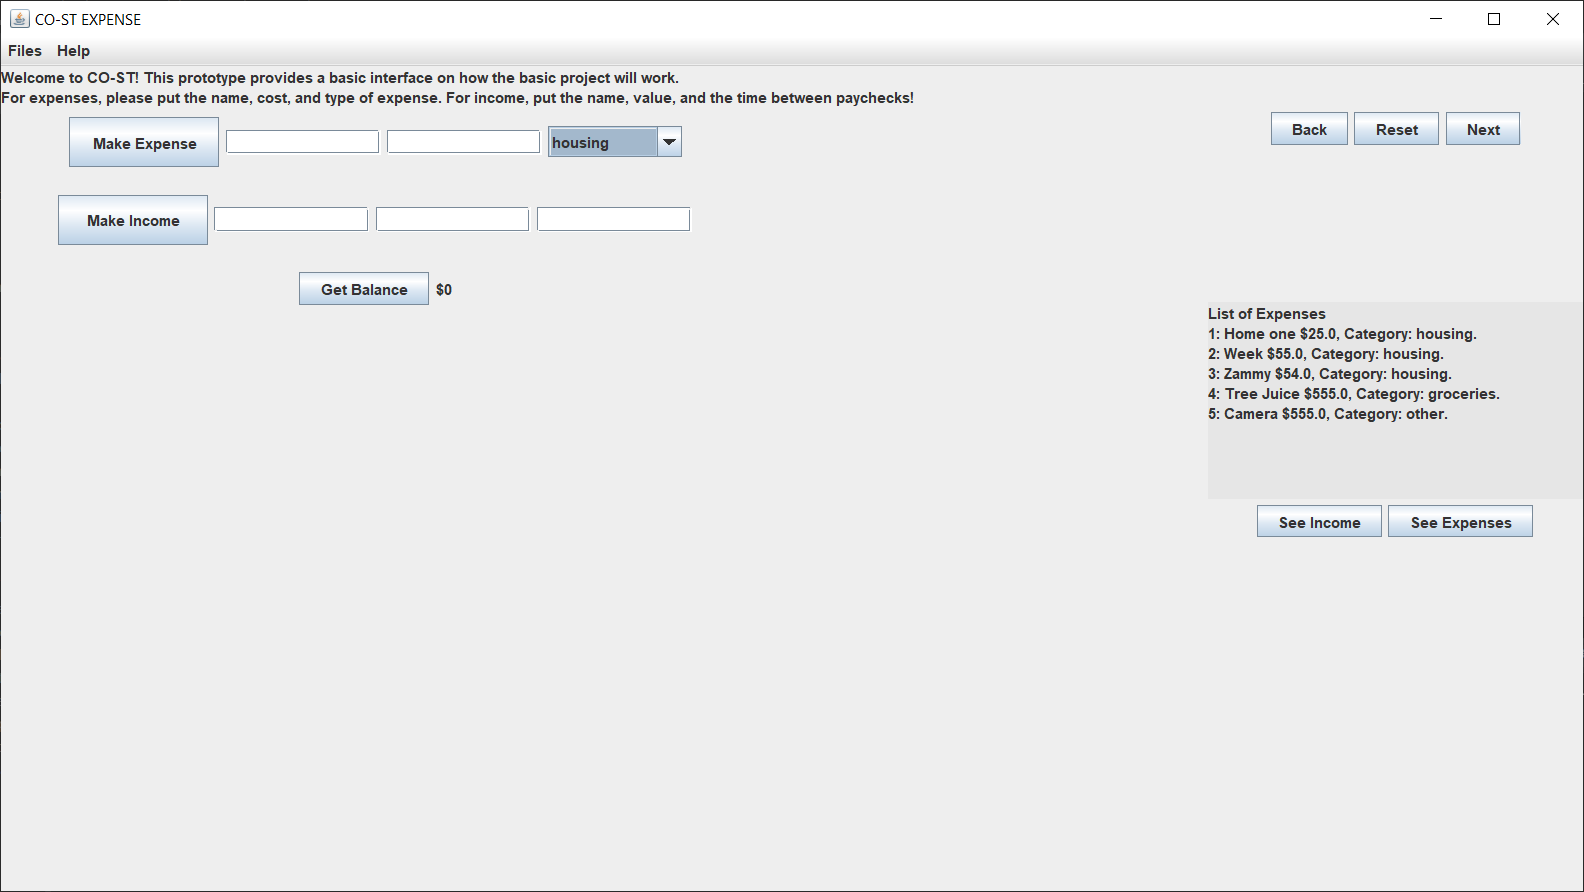 CO-ST EXPENSE
Files Help
Welcome to CO-ST! This prototype provides a basic interface on how the basic project will work.
For expenses, please put the name, cost, and type of expense. For income, put the name, value, and the time between paychecks!
Make Expense housing
Back Reset Next
Make Income
Get Balance $0
List of Expenses
1: Home one $25.0, Category: housing.
2: Week $55.0, Category: housing.
3: Zammy $54.0, Category: housing.
4: Tree Juice $555.0, Category: groceries.
5: Camera $555.0, Category: other.
See Income See Expenses